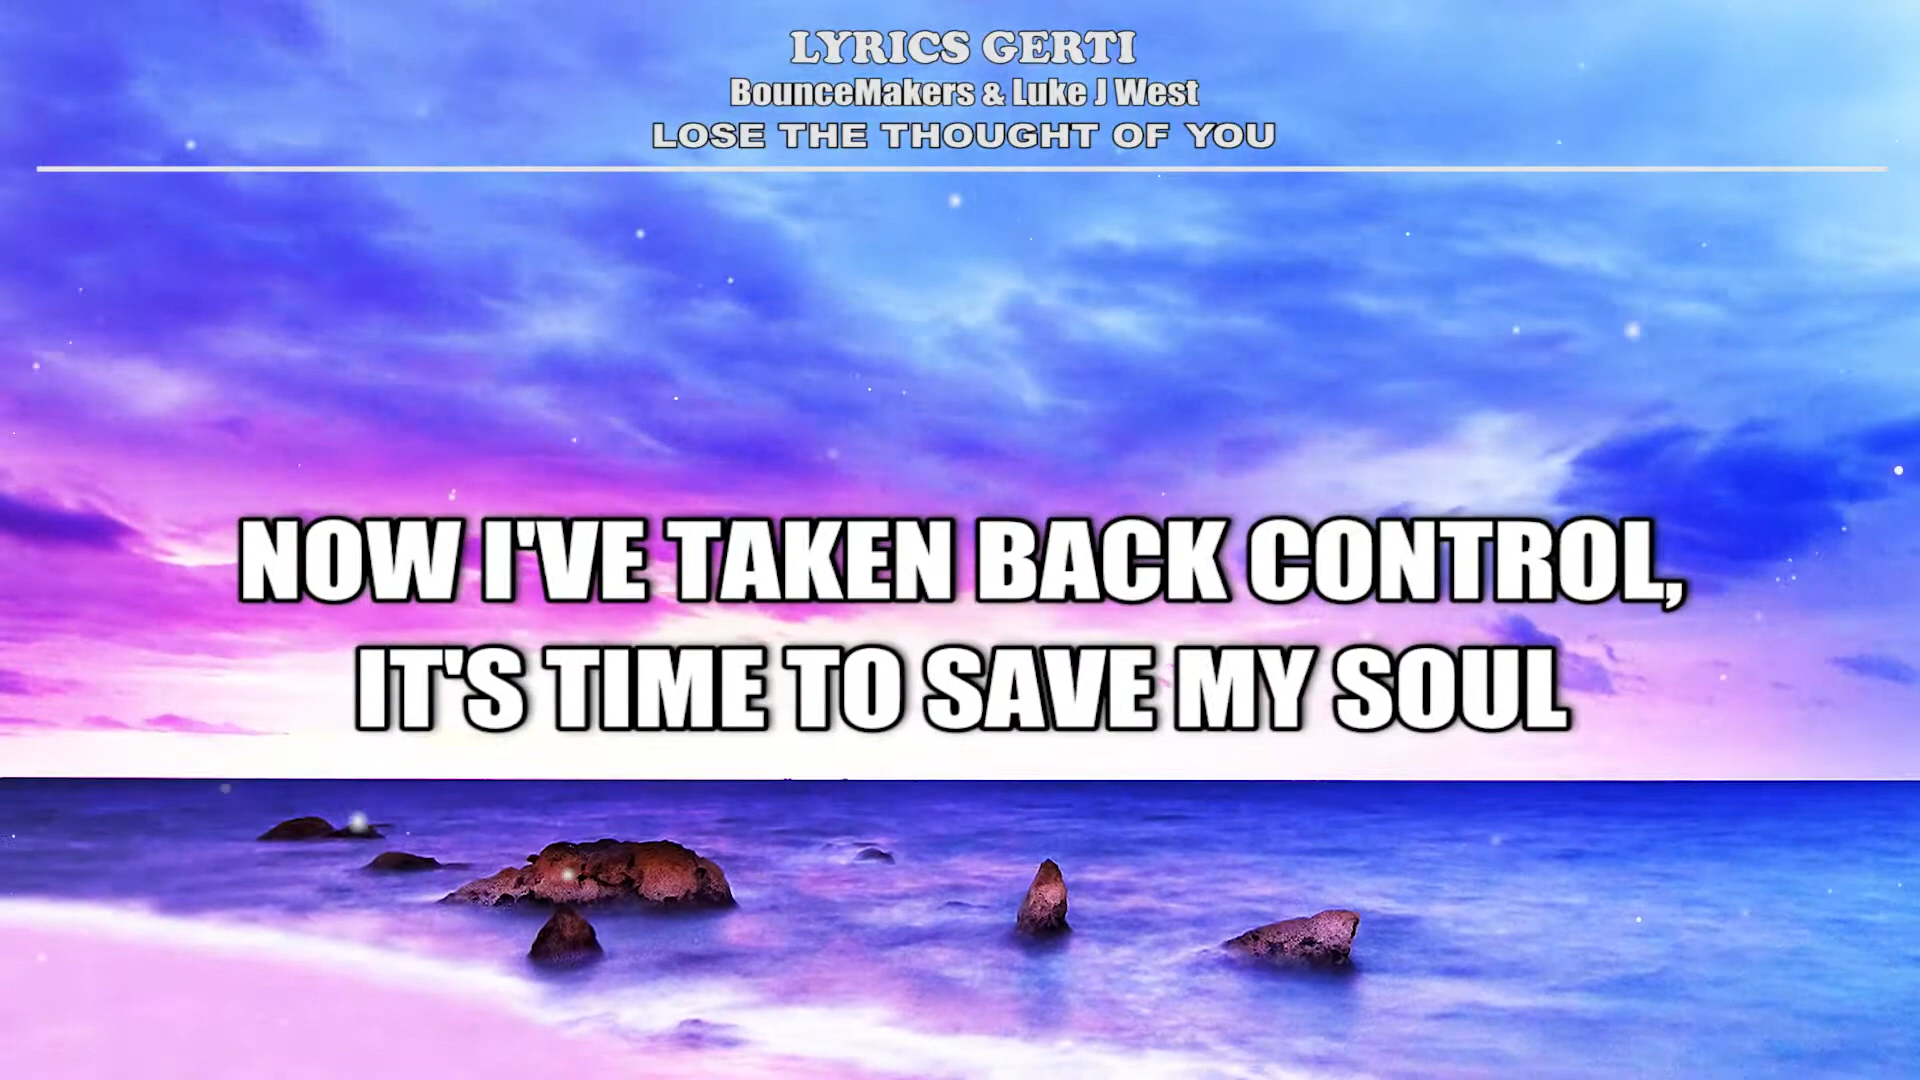 LYRICS GERTI
BounceMakers & Luke J West
LOSE THE THOUGHT OF YOU
NOW I'VE TAKEN BACK CONTROL,
IT'S TIME TO SAVE MY SOUL